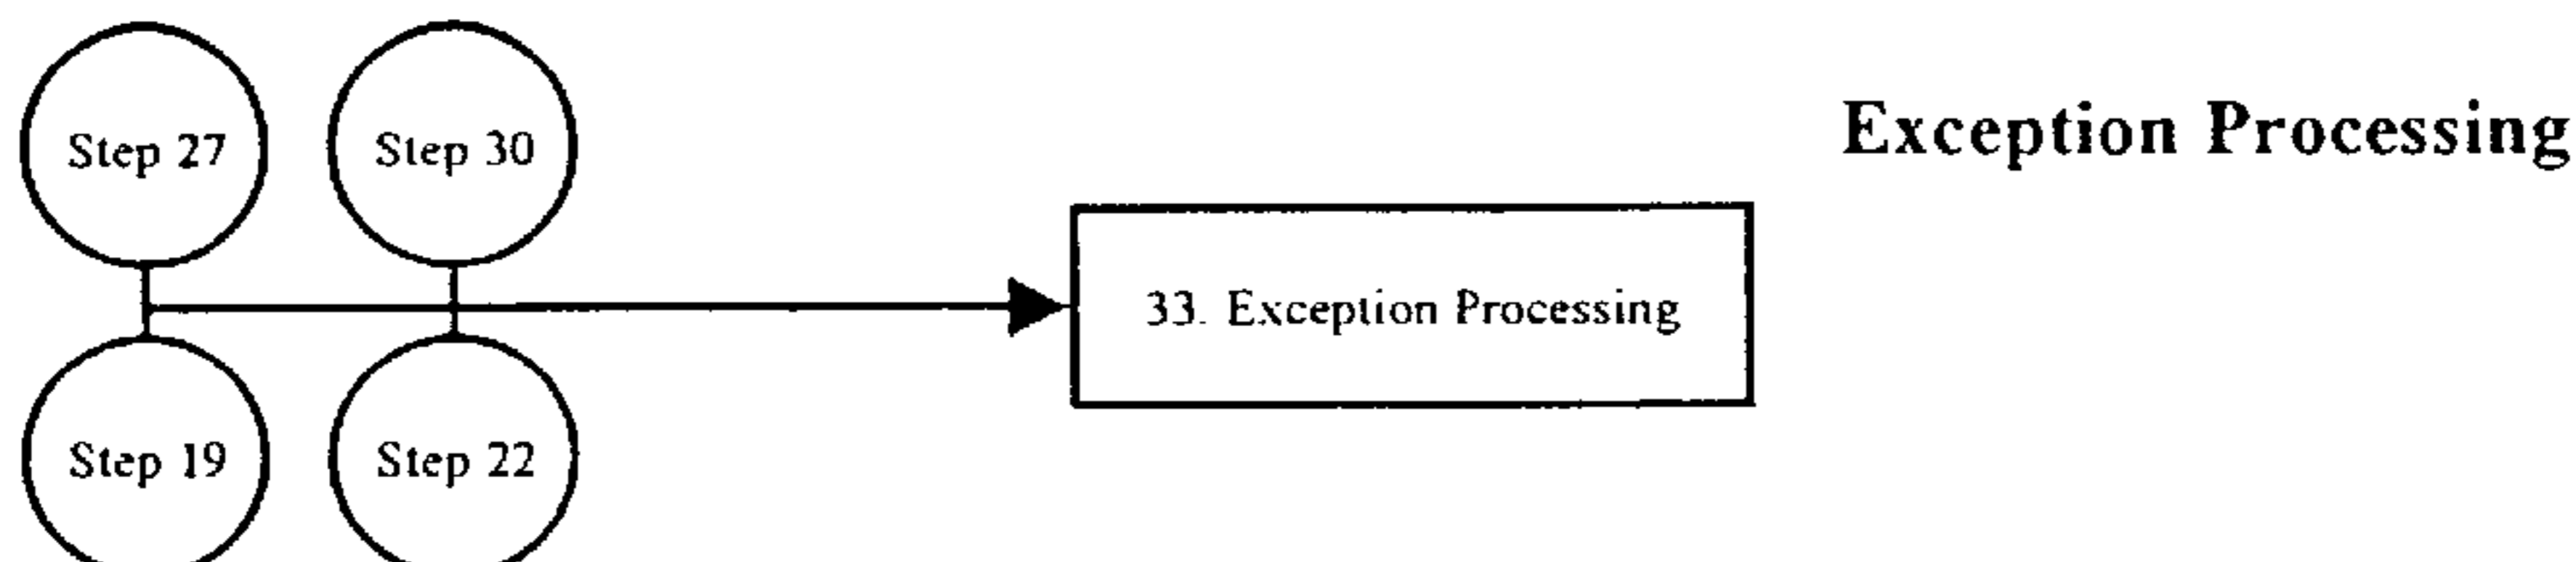 Step 27
Step 30
Exception Processing
33. Exception Processing
Step 19
Step 22